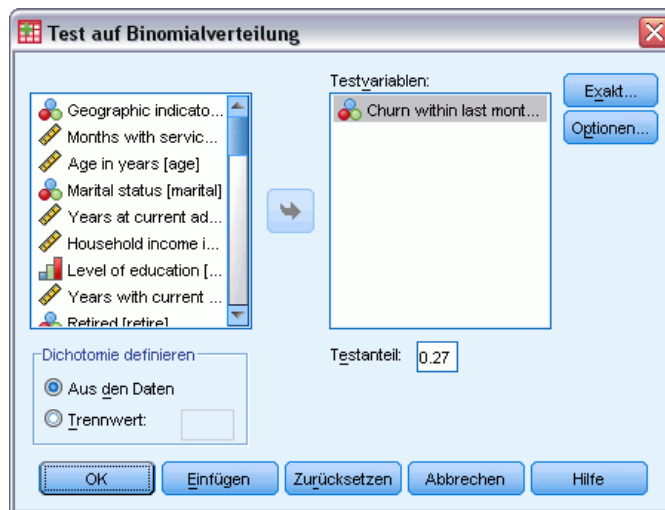 Test auf Binomialverteilung
Testvariablen:
Geographic indicato...
Months with servic...
Age in years [age]
Marital status [marital]
Years at current ad...
Household income i...
Level of education [...
Years with current ...
Retired [retire]
Churn within last mont...
Exakt...
Optionen...
Dichotomie definieren
Aus den Daten
Trennwert:
Testanteil: 0.27
OK Einfügen Zurücksetzen Abbrechen Hilfe